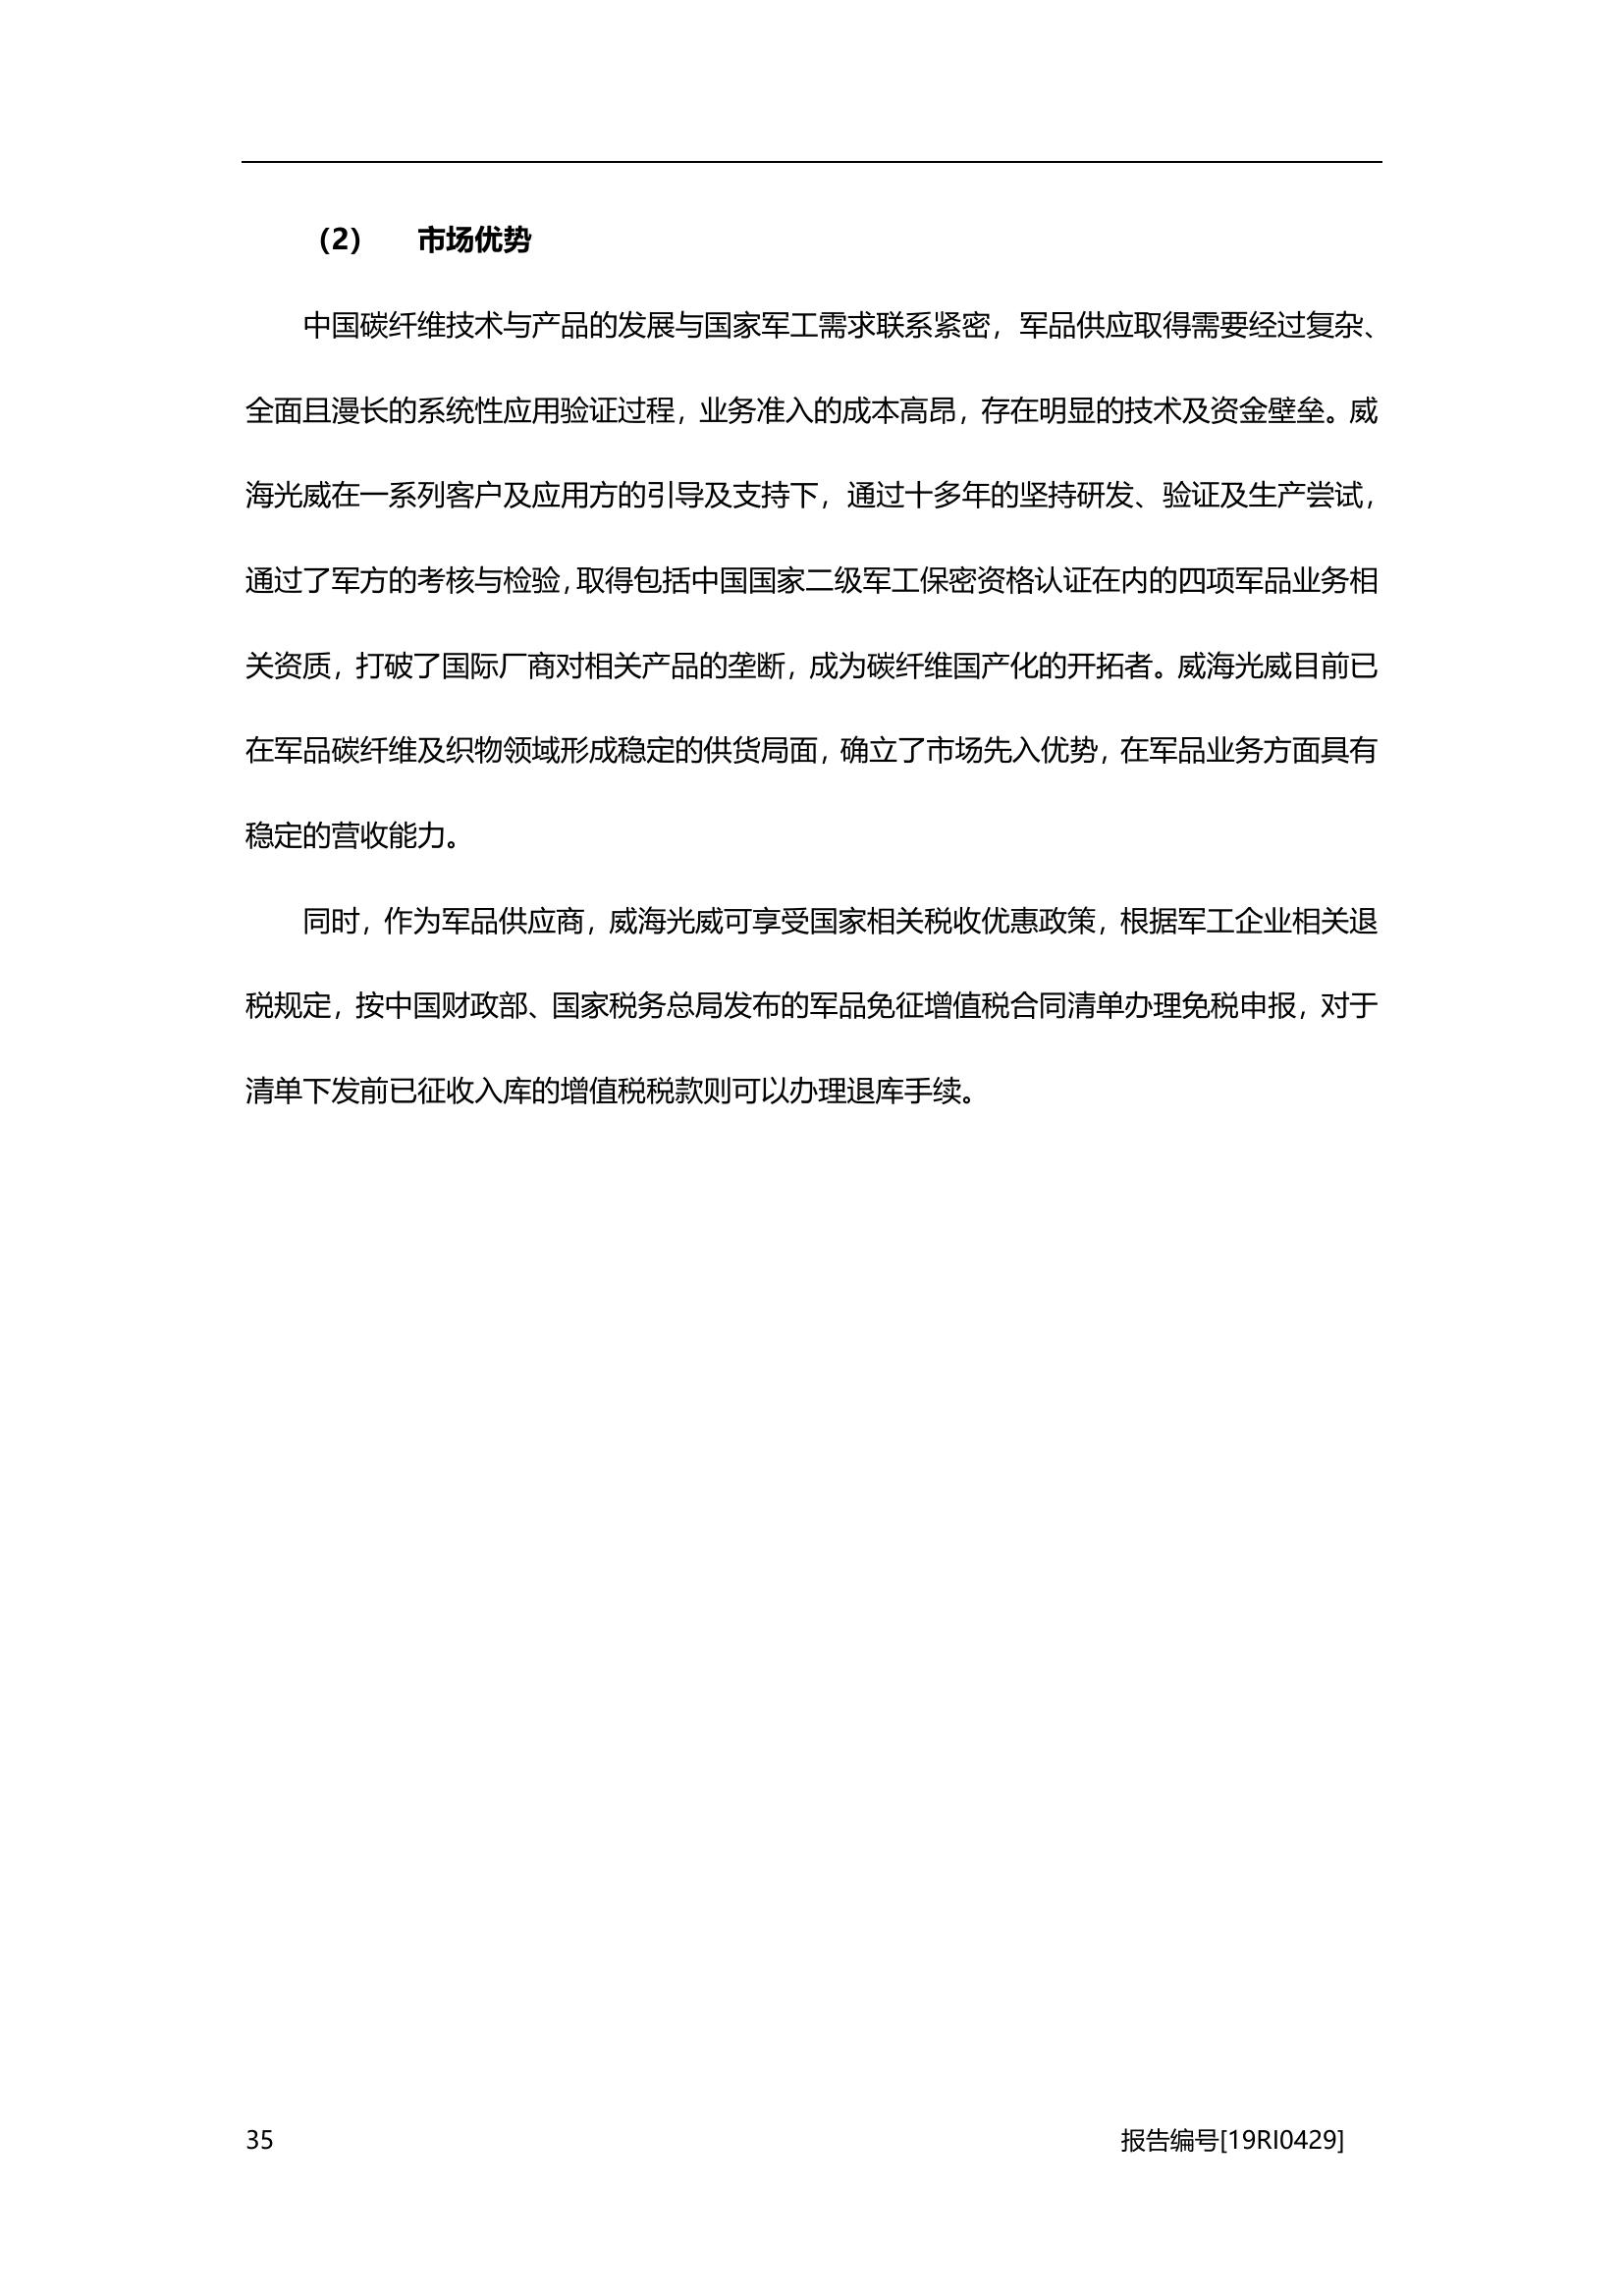 （2） 市场优势
中国碳纤维技术与产品的发展与国家军工需求联系紧密，军品供应取得需要经过复杂、
全面且漫长的系统性应用验证过程，业务准入的成本高昂，存在明显的技术及资金壁垒。威
海光威在一系列客户及应用方的引导及支持下，通过十多年的坚持研发、验证及生产尝试，
通过了军方的考核与检验，取得包括中国国家二级军工保密资格认证在内的四项军品业务相
关资质，打破了国际厂商对相关产品的垄断，成为碳纤维国产化的开拓者。威海光威目前已
在军品碳纤维及织物领域形成稳定的供货局面，确立了市场先入优势，在军品业务方面具有
稳定的营收能力。
同时，作为军品供应商，威海光威可享受国家相关税收优惠政策，根据军工企业相关退
税规定，按中国财政部、国家税务总局发布的军品免征增值税合同清单办理免税申报，对于
清单下发前已征收入库的增值税税款则可以办理退库手续。
35 报告编号[19RI0429]